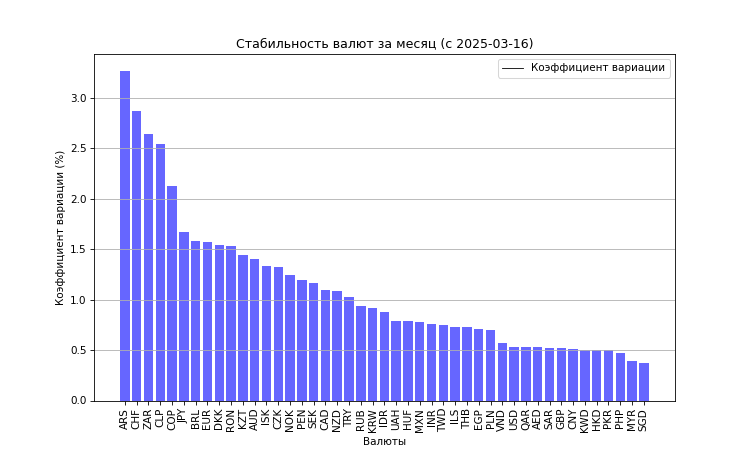 Стабильность валют за месяц (с 2025-03-16)
Коэффициент вариации
Коэффициент вариации (%)
3.0
2.5
2.0
1.5
1.0
0.5
0.0
ARS CHF ZAR CLP COP JPY BRL EUR DKK RON KZT AUD ISK CZK NOK PEN SEK CAD NZD TRY RUB KRW IDR UAH HUF MXN INR TWD ILS THB EGP PLN VND USD QAR AED SAR GBP CNY KWD HKD PKR PHP MYR SGD
Валюты